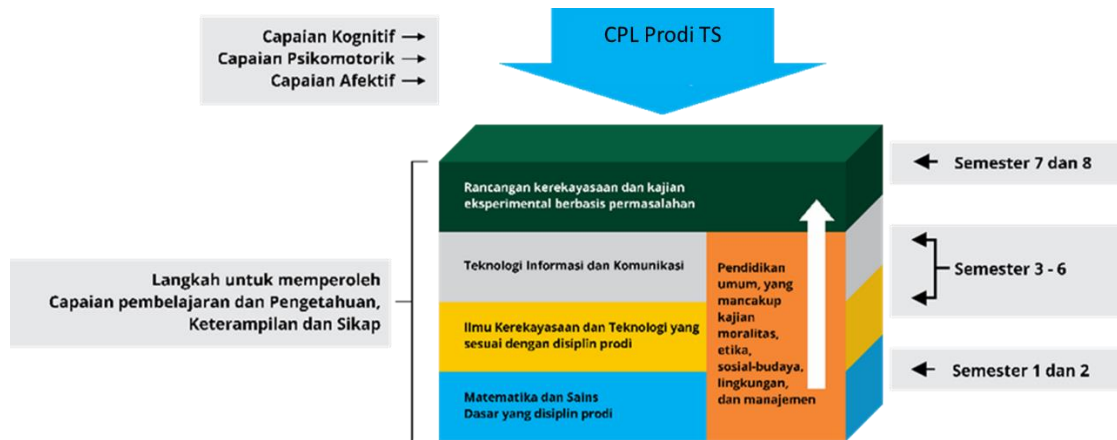 Capaian Kognitif →
Capaian Psikomotorik →
Capaian Afektif →
CPL Prodi TS
Rancangan kerekayasaan dan kajian
eksperimental berbasis permasalahan
Teknologi Informasi dan Komunikasi
Ilmu Kerekayasaan dan Teknologi yang
sesuai dengan disiplin prodi
Matematika dan Sains
Dasar yang disiplin prodi
Pendidikan
umum, yang
mancakup
kajian
moralitas,
etika,
sosial-budaya,
lingkungan,
dan manajemen
Langkah untuk memperoleh
Capaian pembelajaran dan Pengetahuan,
Keterampilan dan Sikap
Semester 7 dan 8
Semester 3 - 6
Semester 1 dan 2